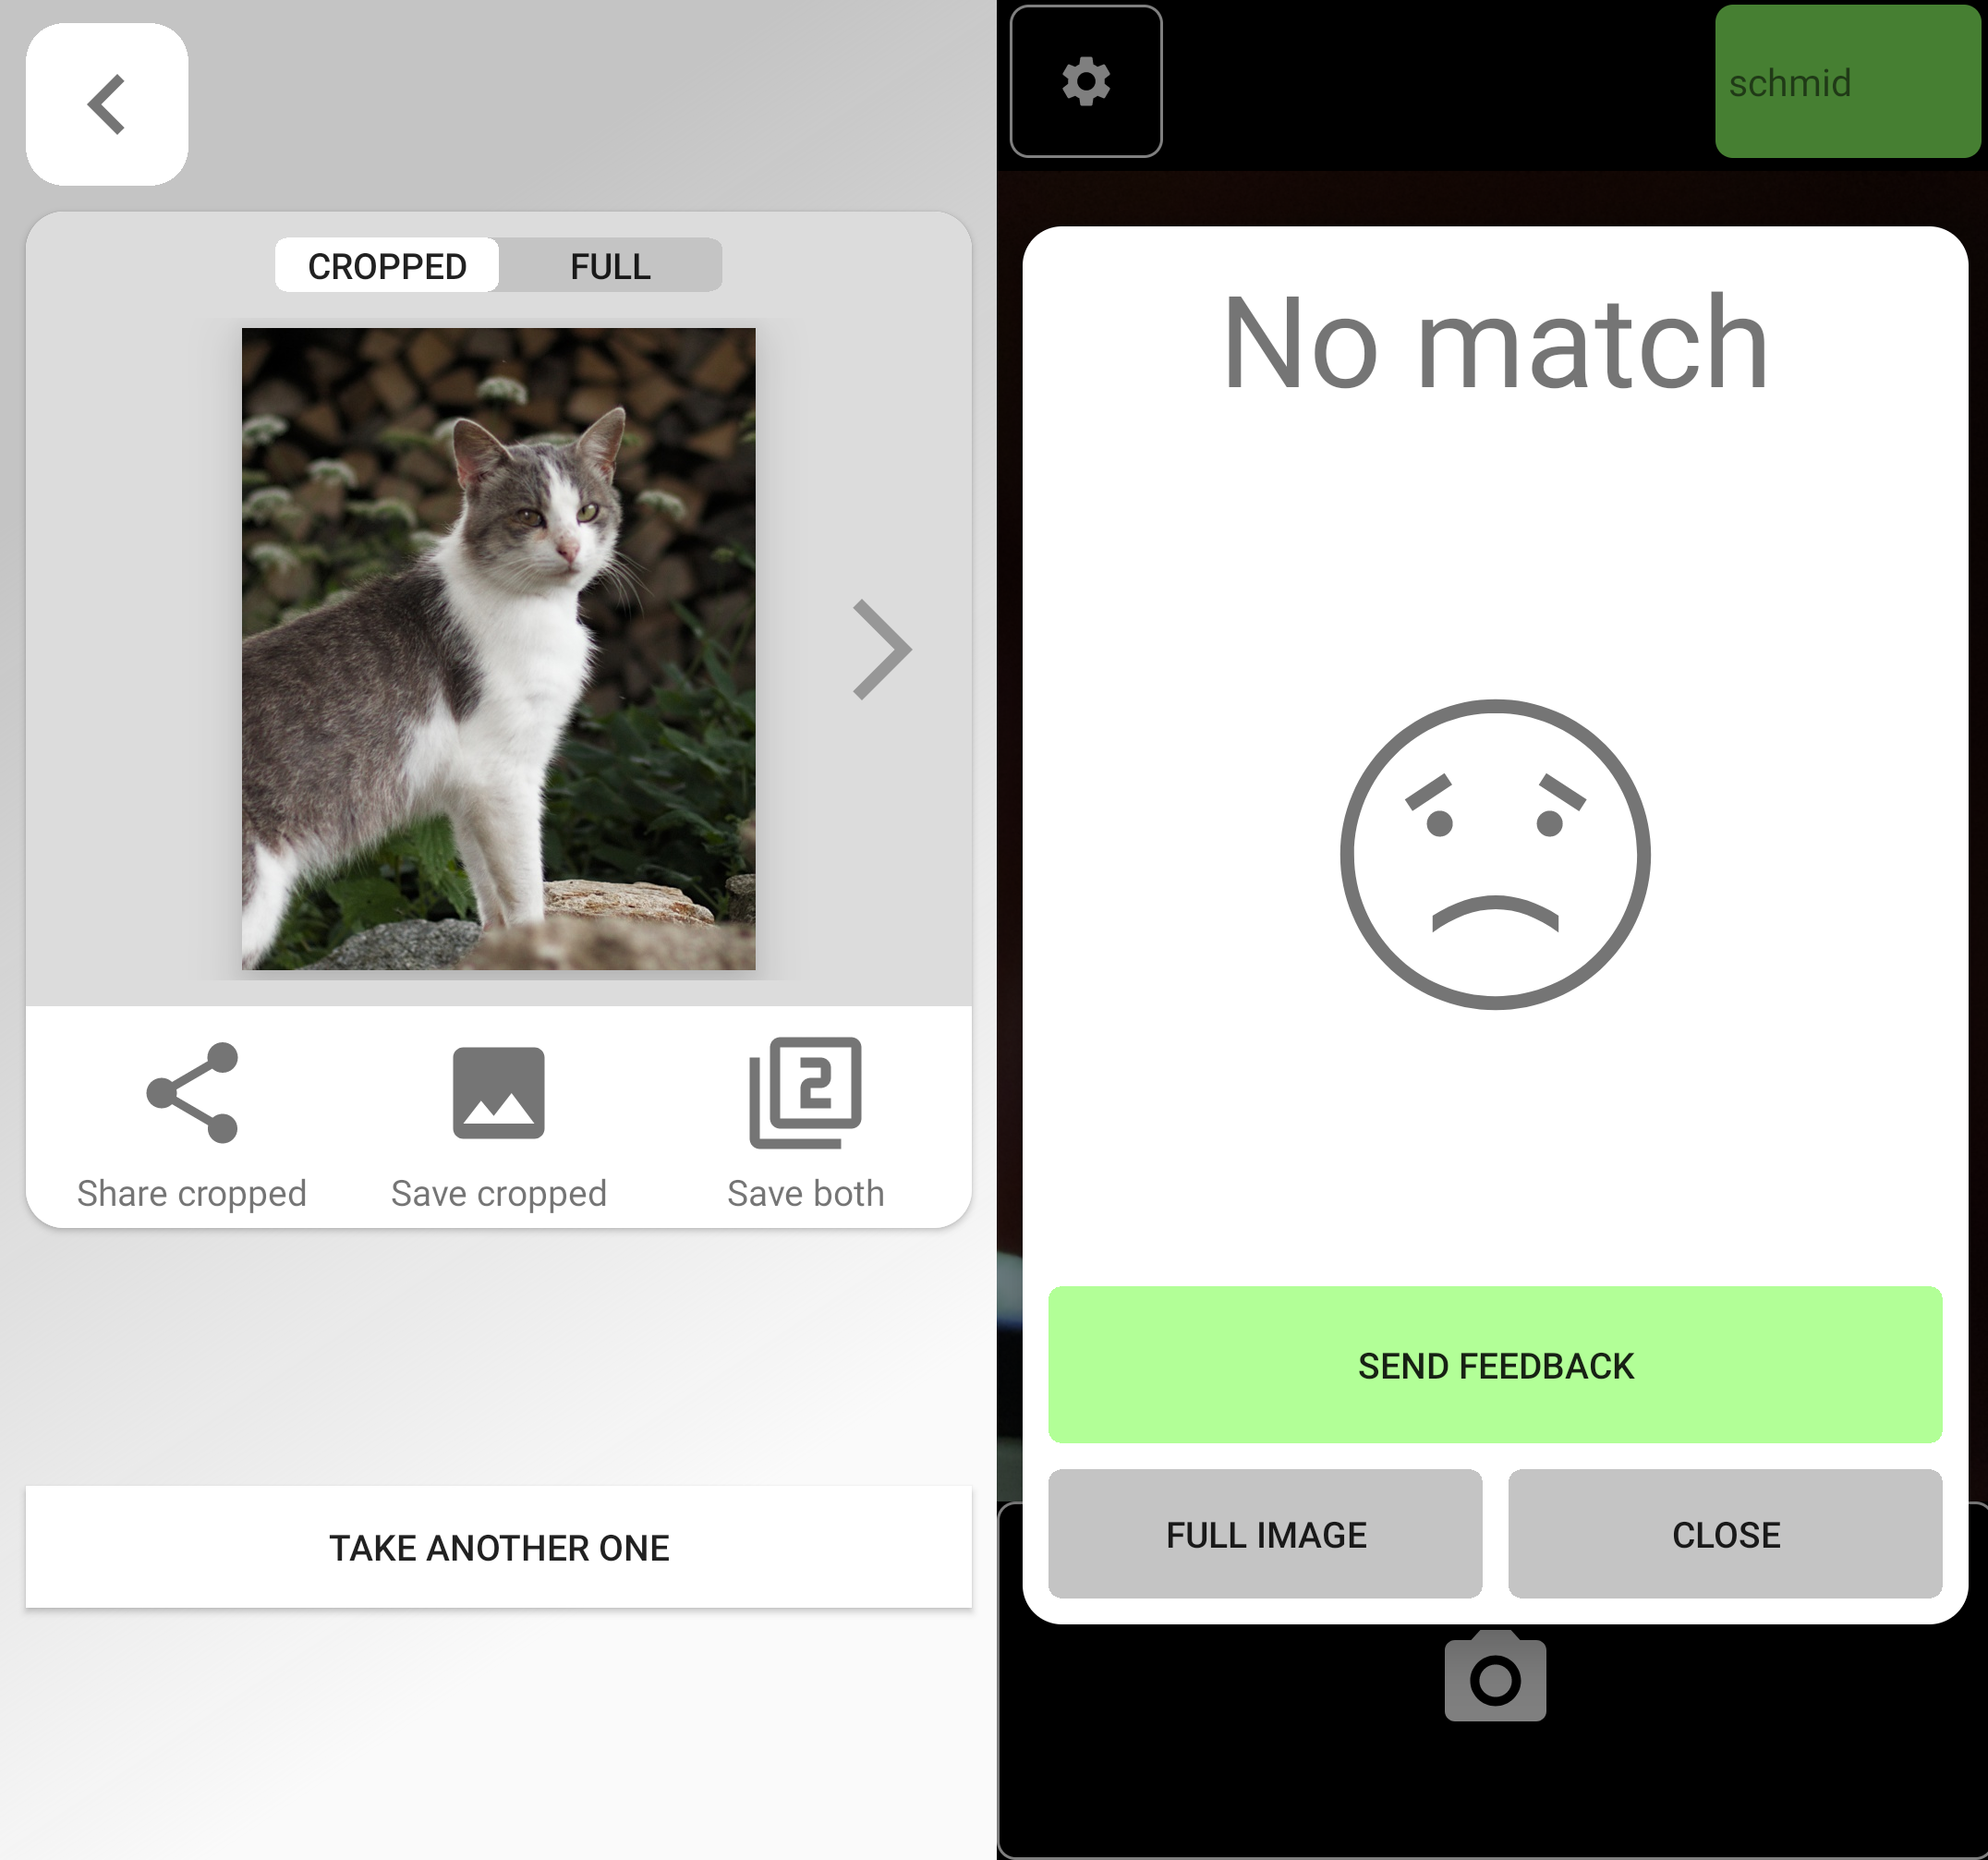 CROPPED FULL
2
Share cropped Save cropped Save both
TAKE ANOTHER ONE
schmid
No match
SEND FEEDBACK
FULL IMAGE CLOSE